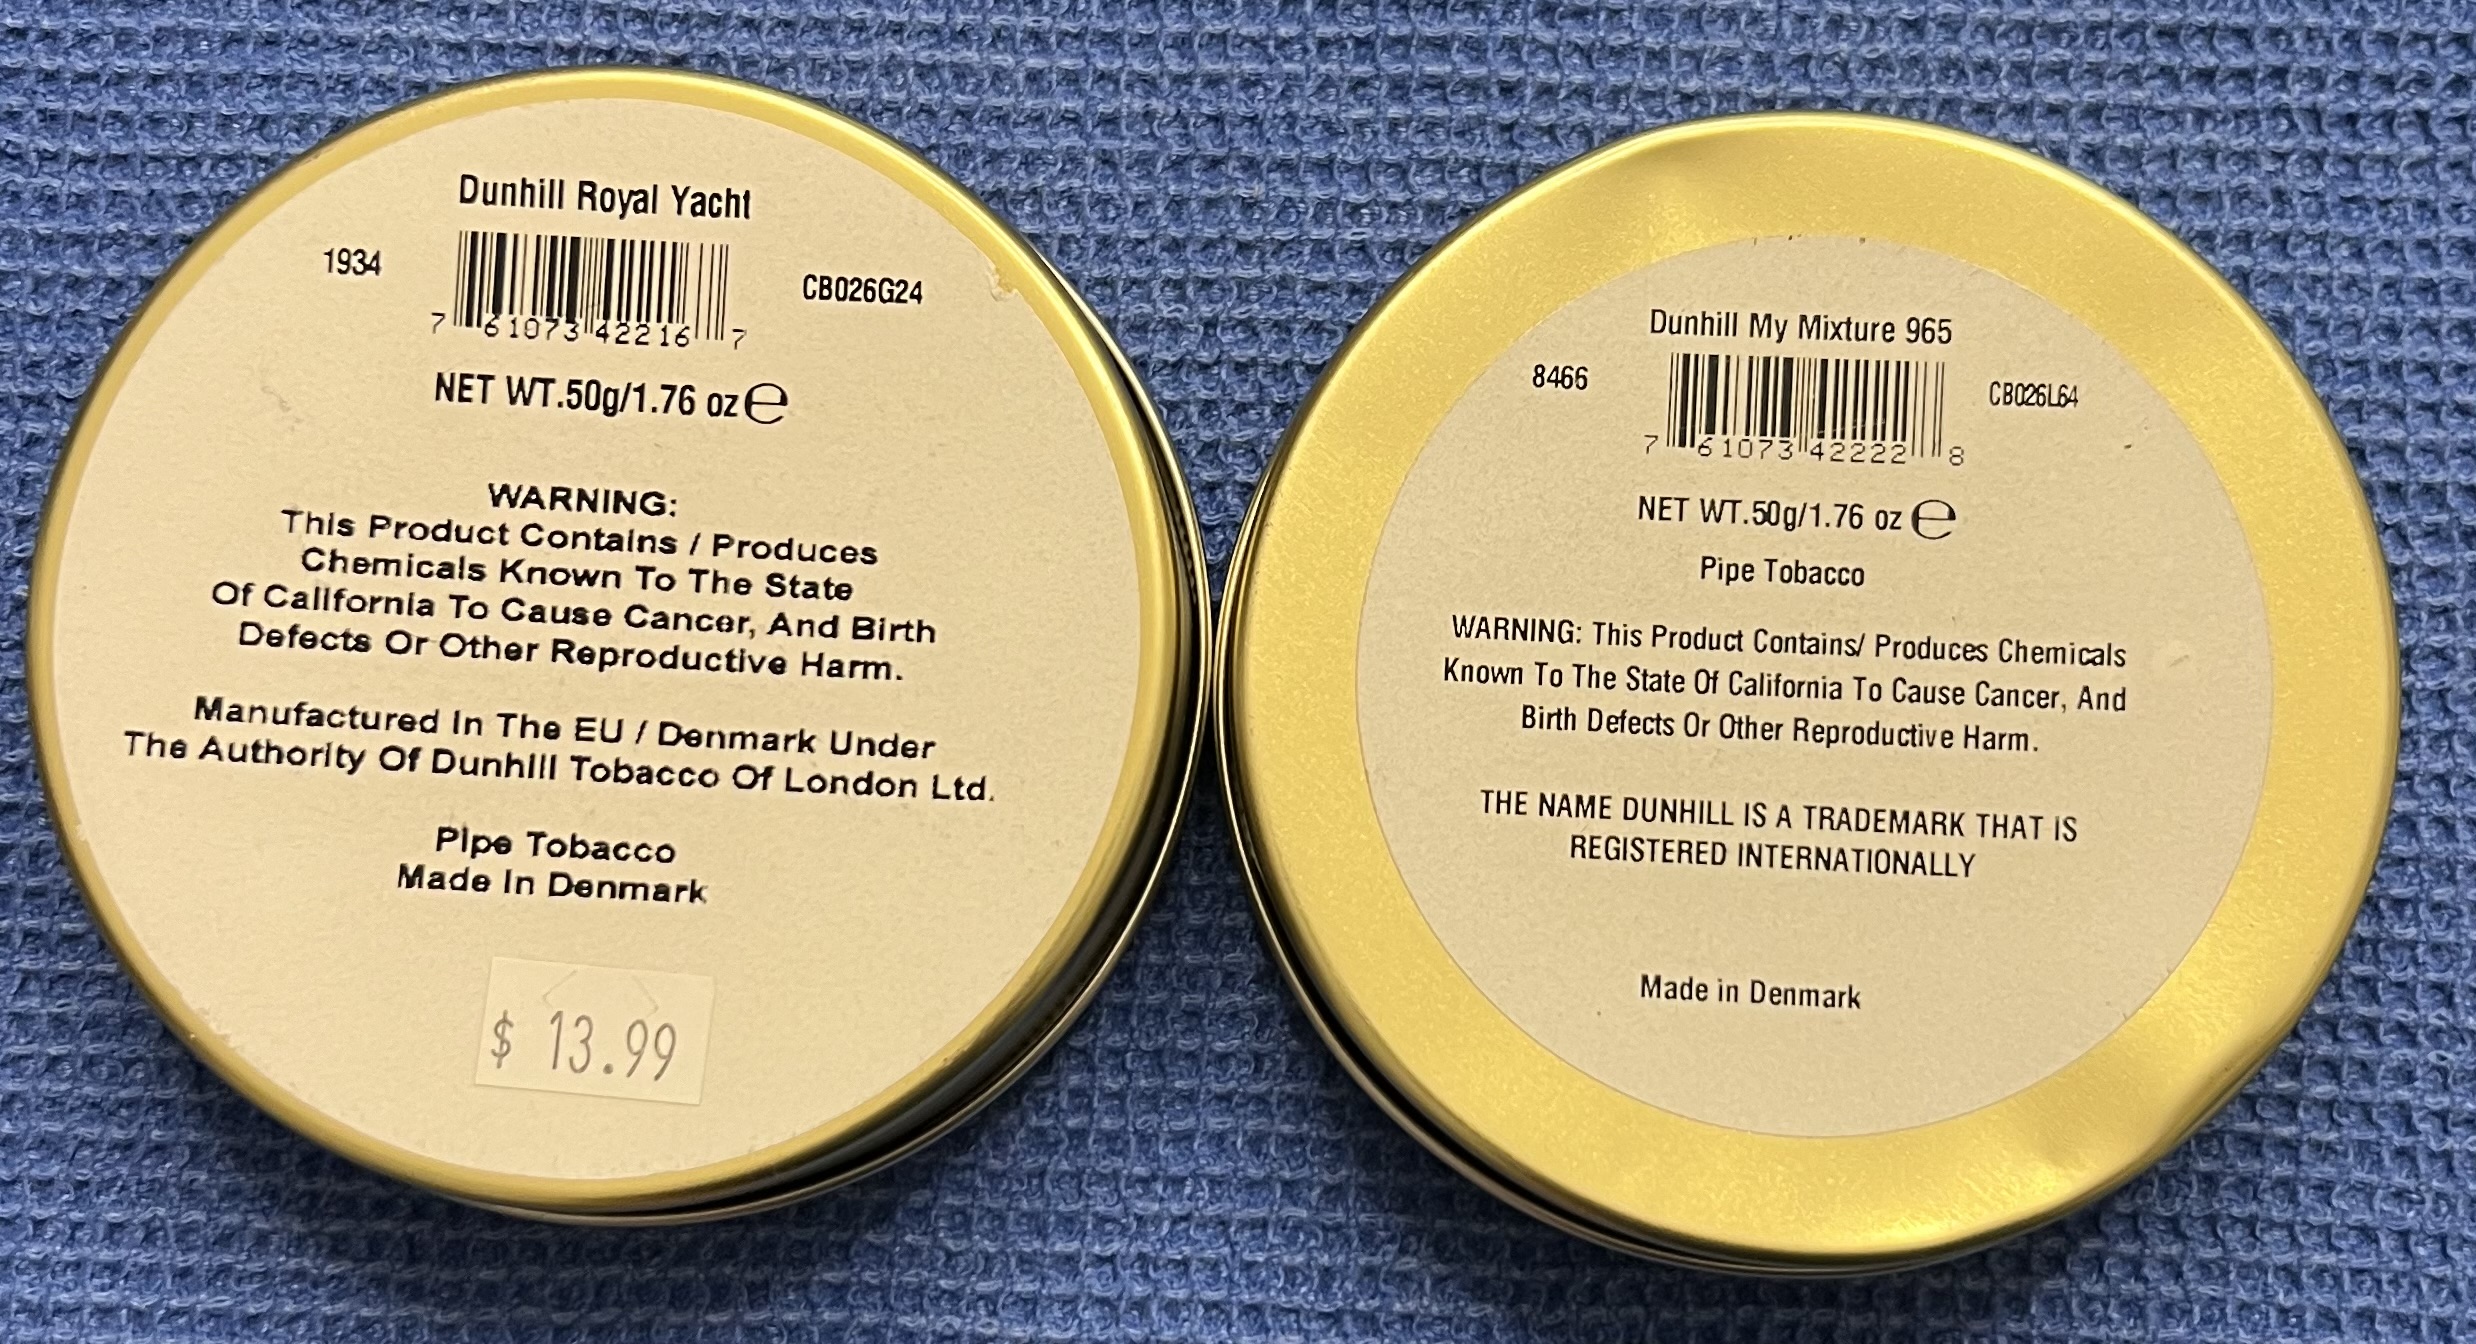 Dunhill Royal Yacht
1934
CB026G24
7 61073 42216 7
NET WT.50g/1.76 oz ℮
WARNING:
This Product Contains / Produces
Chemicals Known To The State
Of California To Cause Cancer, And Birth
Defects Or Other Reproductive Harm.
Manufactured In The EU / Denmark Under
The Authority Of Dunhill Tobacco Of London Ltd.
Pipe Tobacco
Made In Denmark
$ 13.99
Dunhill My Mixture 965
8466
CB026L64
7 61073 42222 8
NET WT.50g/1.76 oz ℮
Pipe Tobacco
WARNING: This Product Contains/ Produces Chemicals
Known To The State Of California To Cause Cancer, And
Birth Defects Or Other Reproductive Harm.
THE NAME DUNHILL IS A TRADEMARK THAT IS
REGISTERED INTERNATIONALLY
Made in Denmark